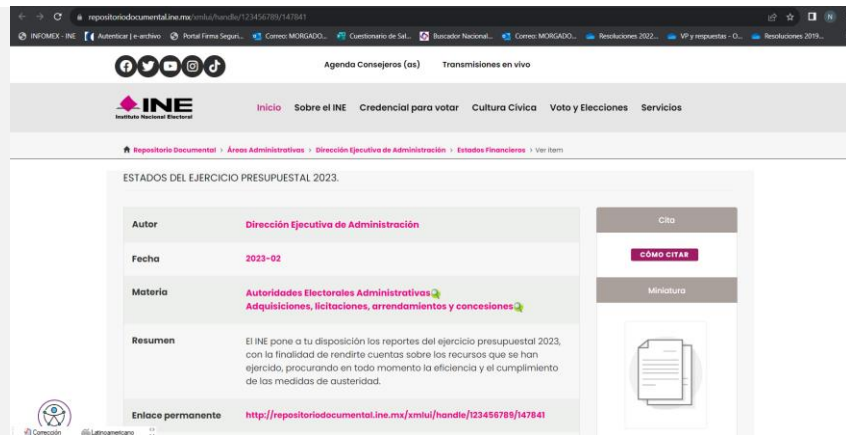 repositoriodocumental.ine.mx/xmlui/handle/123456789/147841
INFOMEX - INE Autenticar | e-archivo Portal Firma Seguri... Correo: MORGADO... Cuestionario de Sal... Buscador Nacional... Correo: MORGADO... Resoluciones 2022... VP y respuestas - O... Resoluciones 2019...
Agenda Consejeros (as) Transmisiones en vivo
INE
Instituto Nacional Electoral
Inicio Sobre el INE Credencial para votar Cultura Cívica Voto y Elecciones Servicios
Repositorio Documental > Áreas Administrativas > Dirección Ejecutiva de Administración > Estados Financieros > Ver ítem
ESTADOS DEL EJERCICIO PRESUPUESTAL 2023.
Autor Dirección Ejecutiva de Administración
Fecha 2023-02
Materia Autoridades Electorales Administrativas
Adquisiciones, licitaciones, arrendamientos y concesiones
Resumen El INE pone a tu disposición los reportes del ejercicio presupuestal 2023,
con la finalidad de rendirte cuentas sobre los recursos que se han
ejercido, procurando en todo momento la eficiencia y el cumplimiento
de las medidas de austeridad.
Enlace permanente http://repositoriodocumental.ine.mx/xmlui/handle/123456789/147841
Cita
CÓMO CITAR
Miniatura
Corrección Latinoamericano